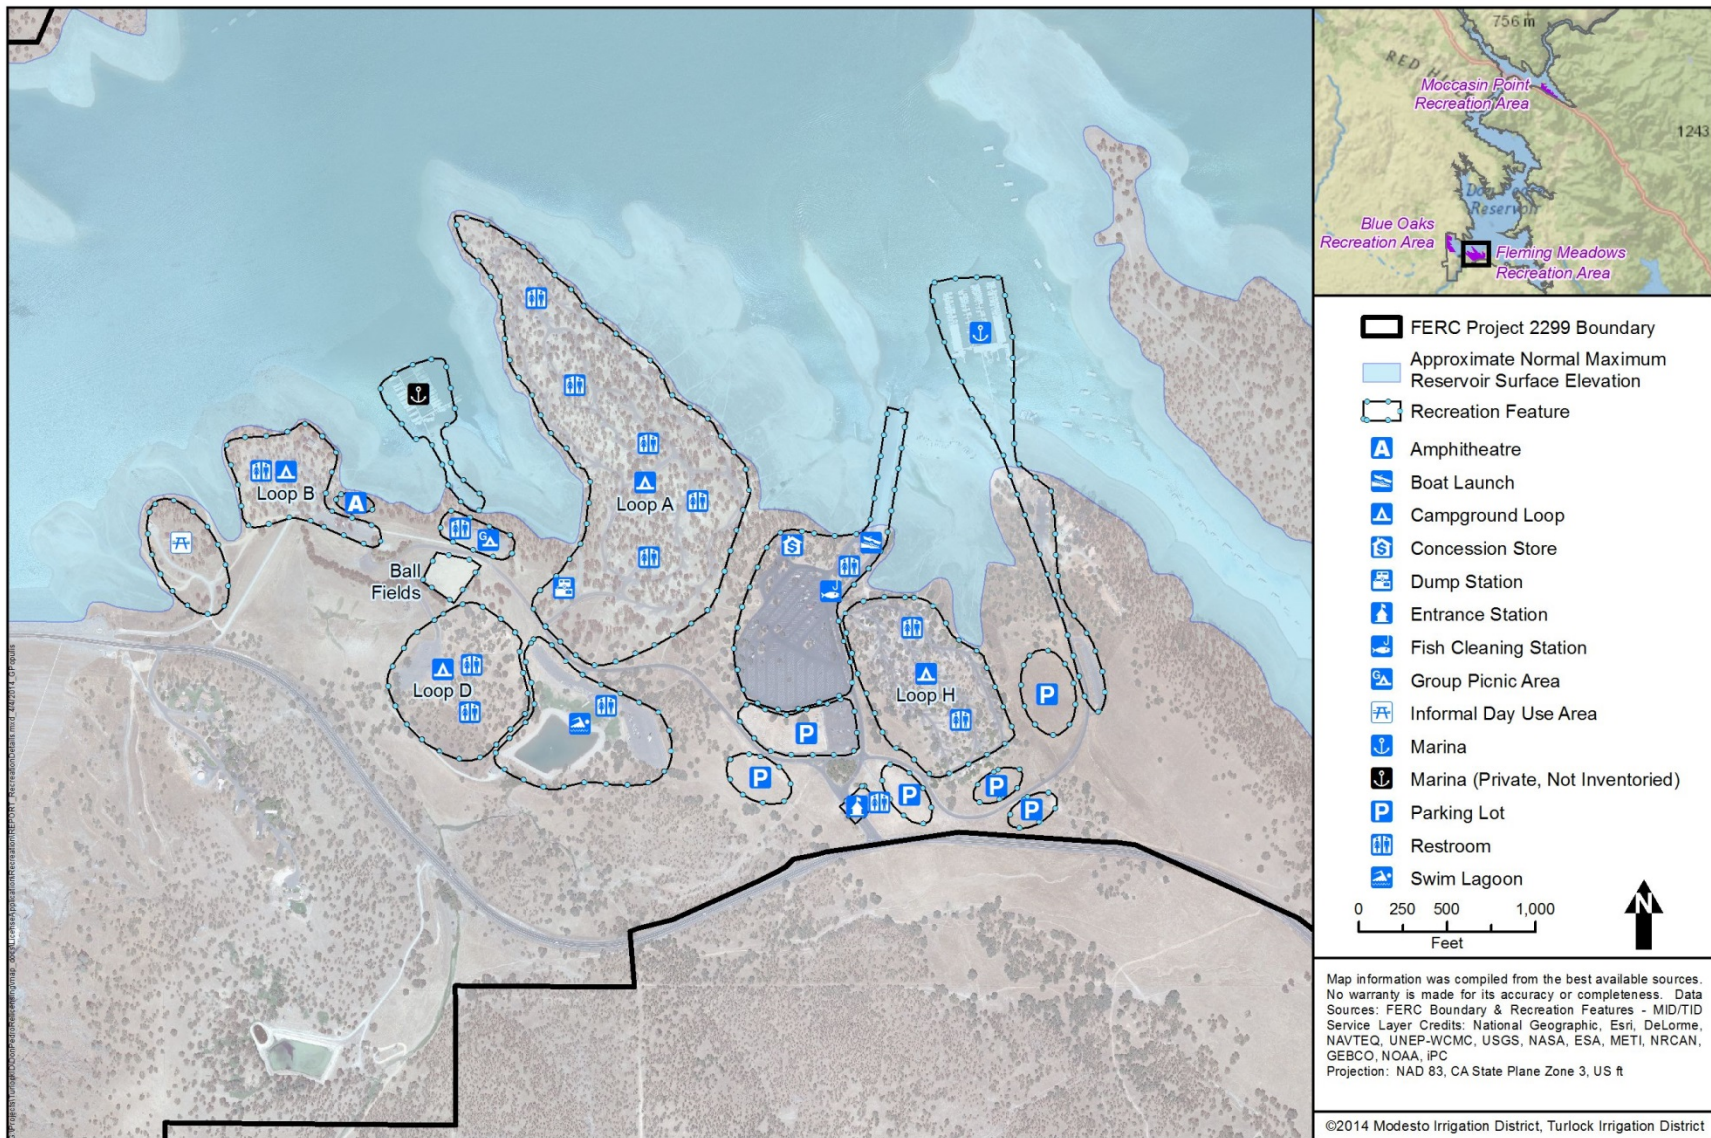 Loop B
A
Loop A
Ball
Fields
Loop D
Loop H
P
P
P
P
P
P
756 m
RED H
Moccasin Point
Recreation Area
1243
Reservoir
Blue Oaks
Recreation Area
Fleming Meadows
Recreation Area
FERC Project 2299 Boundary
Approximate Normal Maximum
Reservoir Surface Elevation
Recreation Feature
A Amphitheatre
Boat Launch
Campground Loop
Concession Store
Dump Station
Entrance Station
Fish Cleaning Station
Group Picnic Area
Informal Day Use Area
Marina
Marina (Private, Not Inventoried)
P Parking Lot
Restroom
Swim Lagoon
0 250 500 1,000
Feet
N
Map information was compiled from the best available sources.
No warranty is made for its accuracy or completeness. Data
Sources: FERC Boundary & Recreation Features - MID/TID
Service Layer Credits: National Geographic, Esri, DeLorme,
NAVTEQ, UNEP-WCMC, USGS, NASA, ESA, METI, NRCAN,
GEBCO, NOAA, iPC
Projection: NAD 83, CA State Plane Zone 3, US ft
©2014 Modesto Irrigation District, Turlock Irrigation District